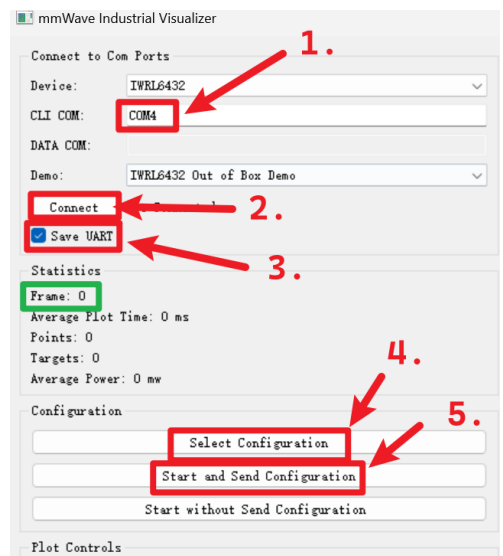 mmWave Industrial Visualizer
1.
Connect to Com Ports
Device: IWRL6432
CLI COM: COM4
DATA COM:
Demo: IWRL6432 Out of Box Demo
Connect
2.
Save UART
3.
Statistics
Frame: 0
Average Plot Time: 0 ms
Points: 0
Targets: 0
4.
Average Power: 0 mw
Configuration
5.
Select Configuration
Start and Send Configuration
Start without Send Configuration
Plot Controls